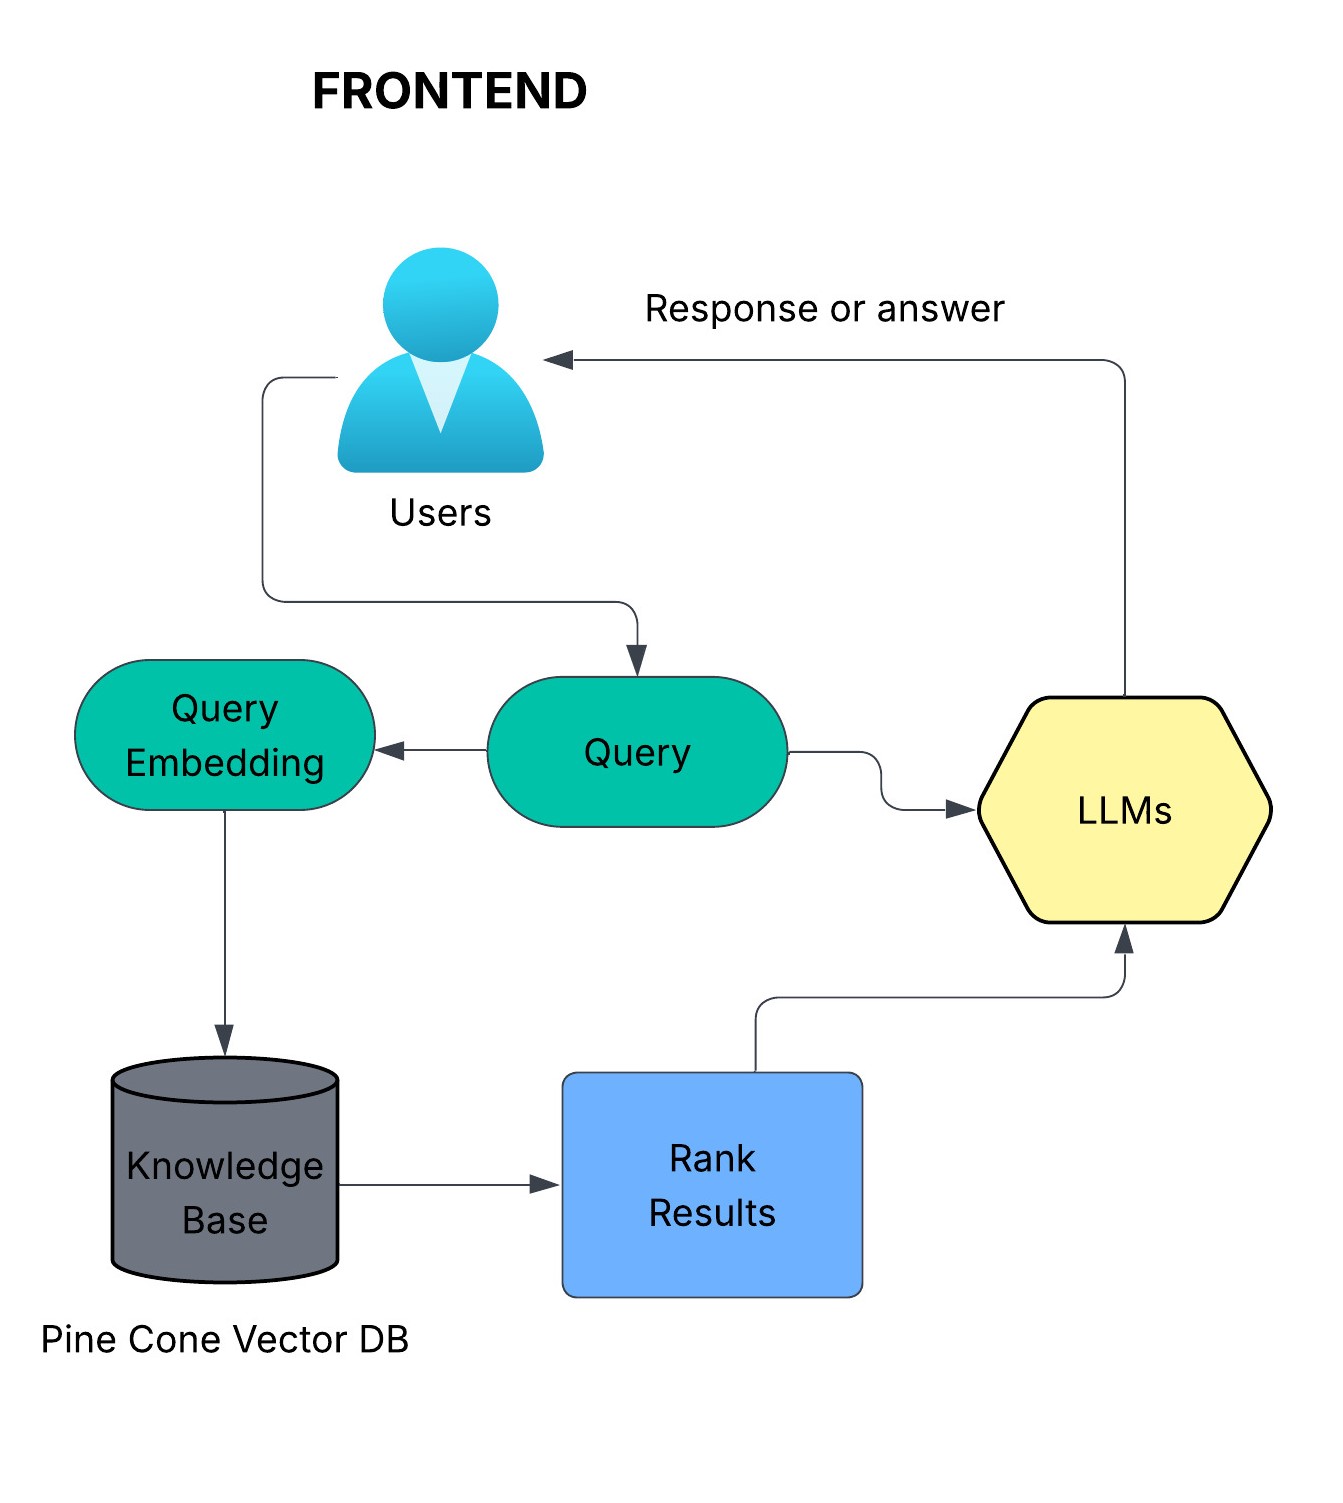 FRONTEND
Response or answer
Users
Query
Embedding
Query
LLMs
Knowledge
Base
Rank
Results
Pine Cone Vector DB